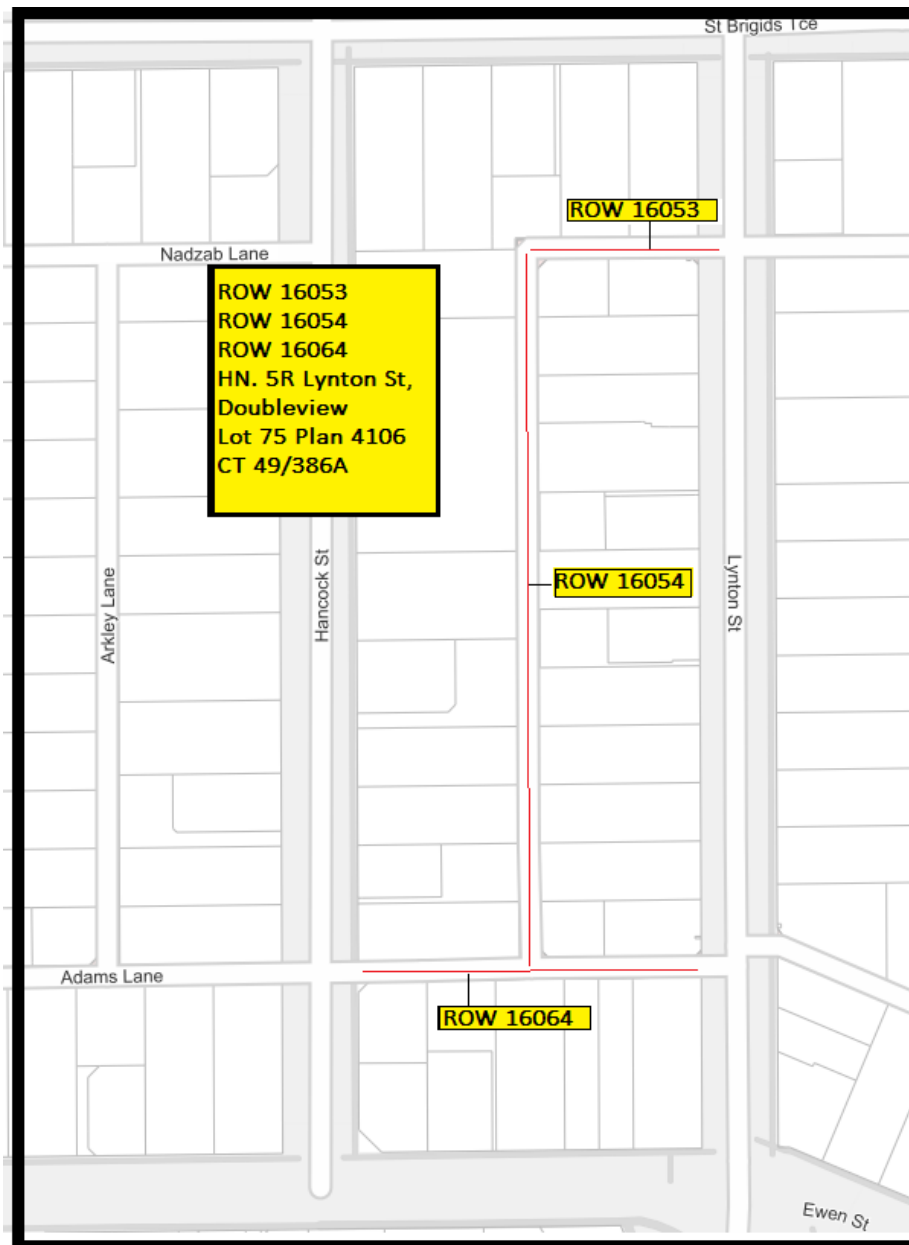 St Brigids Tce
ROW 16053
Nadzab Lane
ROW 16053
ROW 16054
ROW 16064
HN. 5R Lynton St,
Doubleview
Lot 75 Plan 4106
CT 49/386A
Arkley Lane
Hancock St
ROW 16054
Lynton St
Adams Lane
ROW 16064
Ewen St